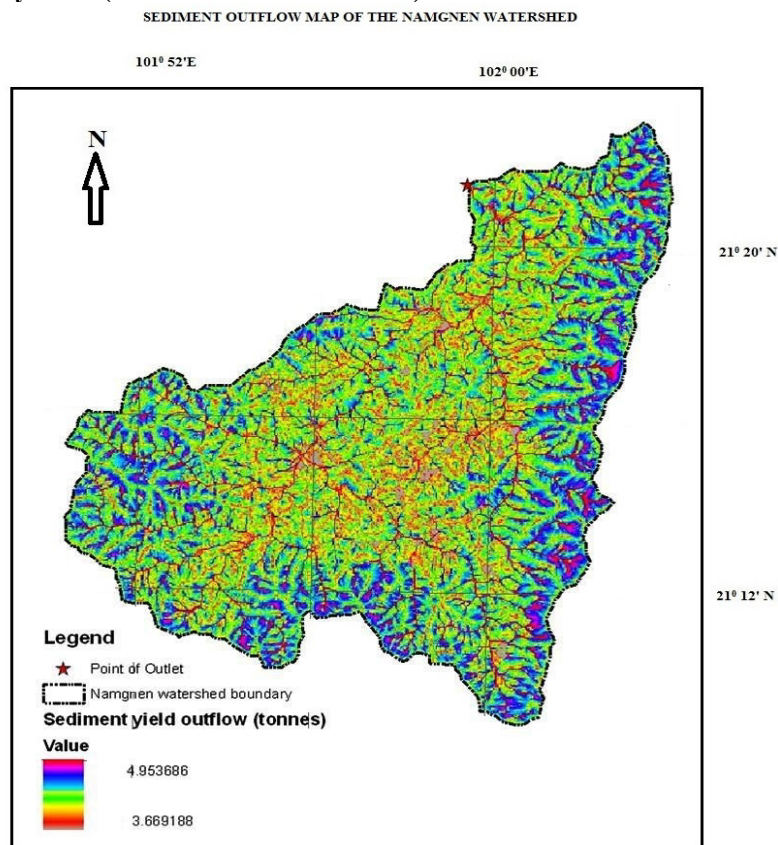 SEDIMENT OUTFLOW MAP OF THE NAMGNEN WATERSHED
101⁰ 52'E
102⁰ 00'E
N
21⁰ 20' N
21⁰ 12' N
Legend
Point of Outlet
Namgnen watershed boundary
Sediment yield outflow (tonnes)
Value
4.953686
3.669188